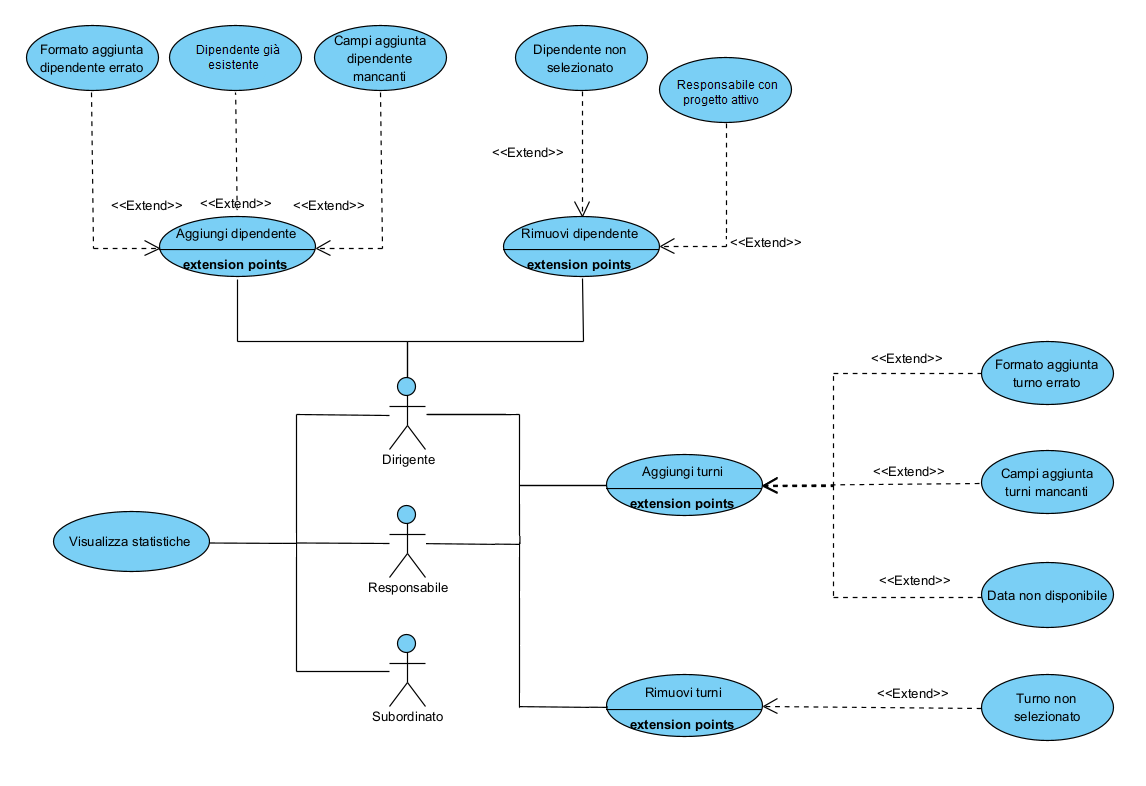 Formato aggiunta
dipendente errato
Dipendente già
esistente
Campi aggiunta
dipendente
mancanti
Dipendente non
selezionato
Responsabile con
progetto attivo
<<Extend>>
<<Extend>>
<<Extend>>
<<Extend>>
<<Extend>>
Aggiungi dipendente
extension points
Rimuovi dipendente
extension points
Dirigente
Responsabile
Subordinato
Visualizza statistiche
Aggiungi turni
extension points
<<Extend>>
Formato aggiunta
turno errato
<<Extend>>
Campi aggiunta
turni mancanti
<<Extend>>
Data non disponibile
Rimuovi turni
extension points
<<Extend>>
Turno non
selezionato